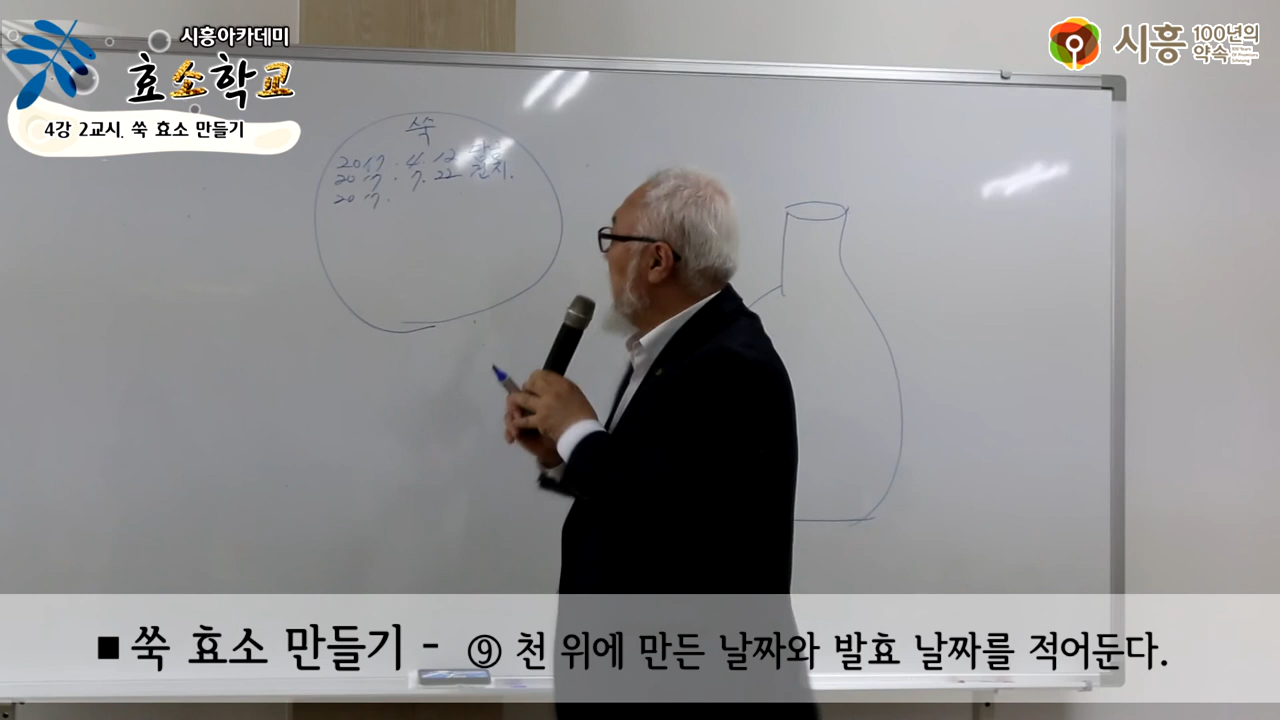 시흥아카데미
효소학교
4강 2교시. 쑥 효소 만들기
시흥 100년의 약속
쑥
2017. 4. 12
2017. 7. 22 건지.
2017.
■ 쑥 효소 만들기 - ⑨ 천 위에 만든 날짜와 발효 날짜를 적어둔다.